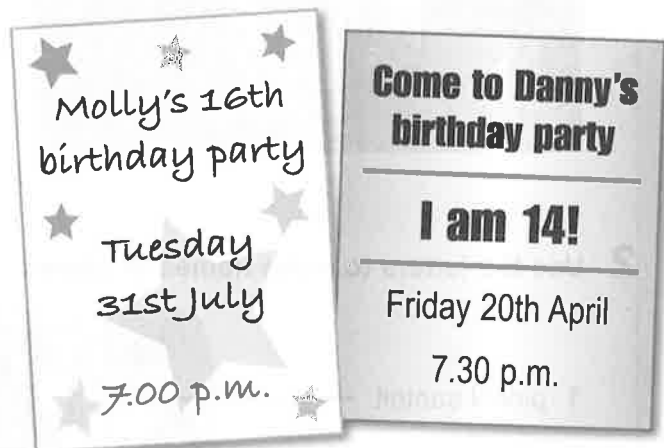 Molly's 16th
birthday party
Tuesday
31st July
7.00 p.m.
Come to Danny's
birthday party
I am 14!
Friday 20th April
7.30 p.m.